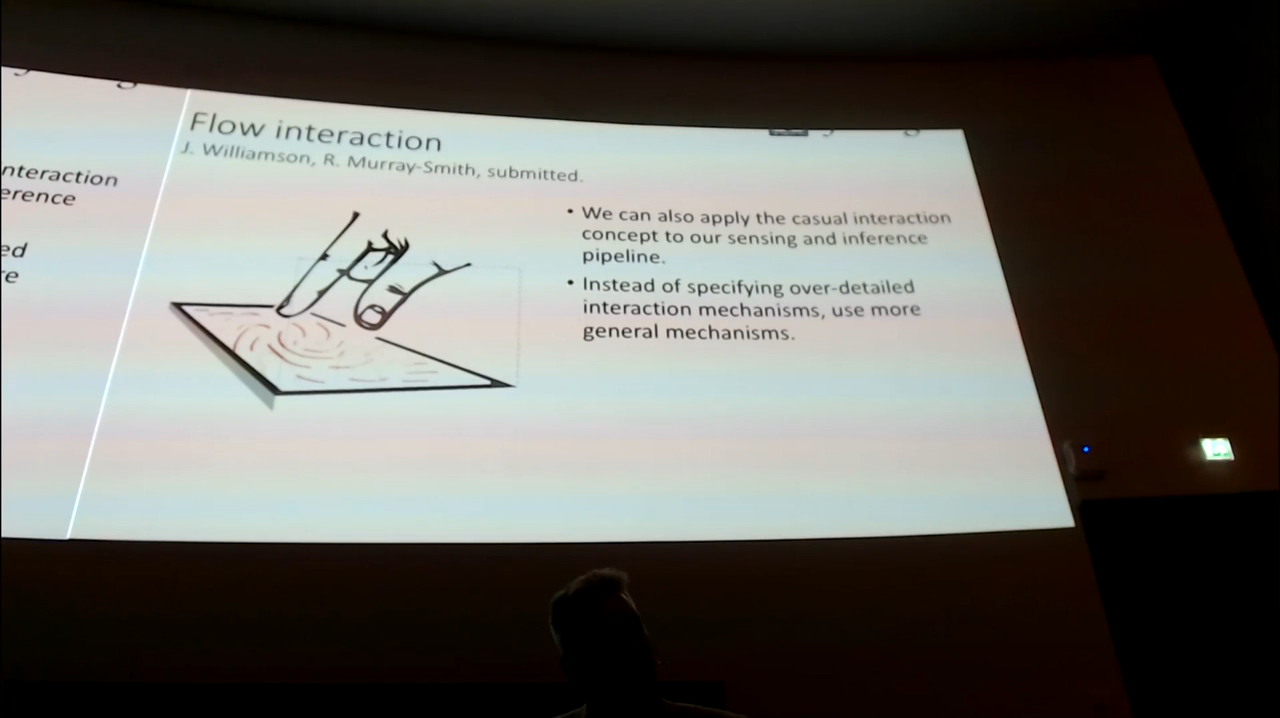 Flow interaction
J. Williamson, R. Murray-Smith, submitted.
nteraction
erence
ed
re
• We can also apply the casual interaction
concept to our sensing and inference
pipeline.
• Instead of specifying over-detailed
interaction mechanisms, use more
general mechanisms.